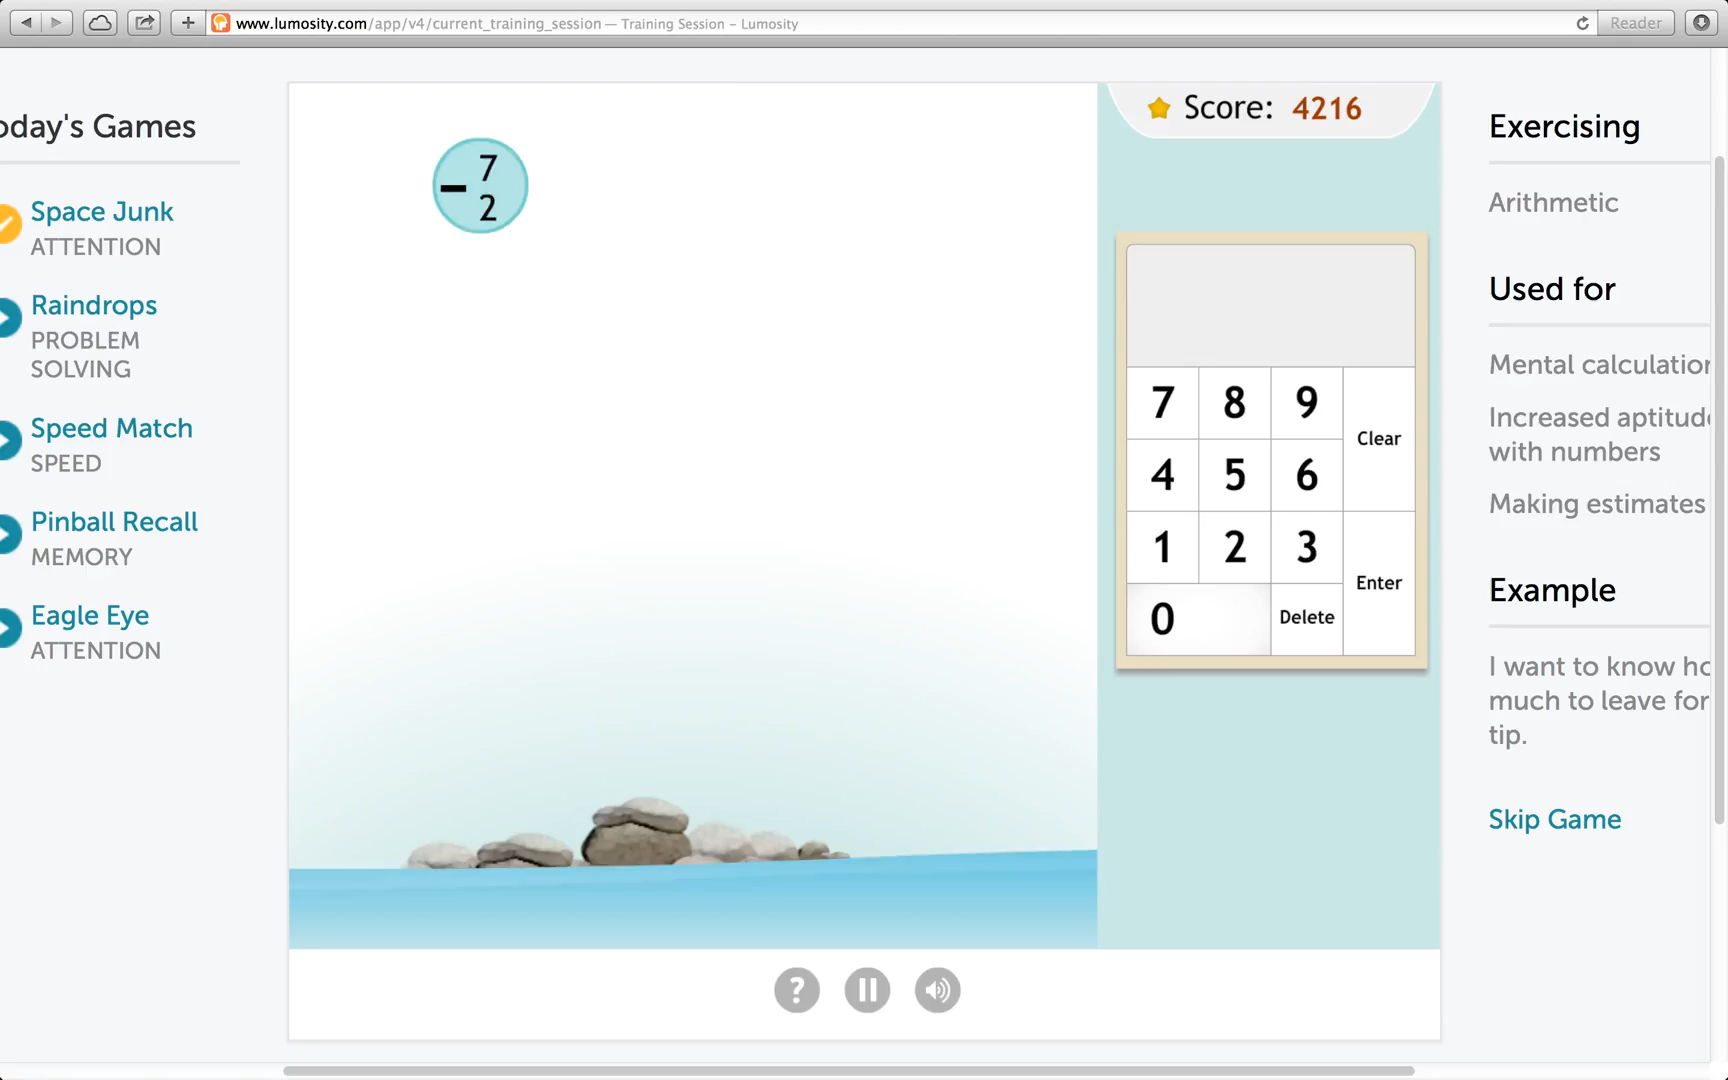 www.lumosity.com/app/v4/current_training_session — Training Session – Lumosity
Reader
oday's Games
Space Junk
ATTENTION
Raindrops
PROBLEM
SOLVING
Speed Match
SPEED
Pinball Recall
MEMORY
Eagle Eye
ATTENTION
7
− 2
Score: 4216
7 8 9 Clear
4 5 6
1 2 3 Enter
0 Delete
?
Exercising
Arithmetic
Used for
Mental calculation
Increased aptitude
with numbers
Making estimates
Example
I want to know ho
much to leave for
tip.
Skip Game